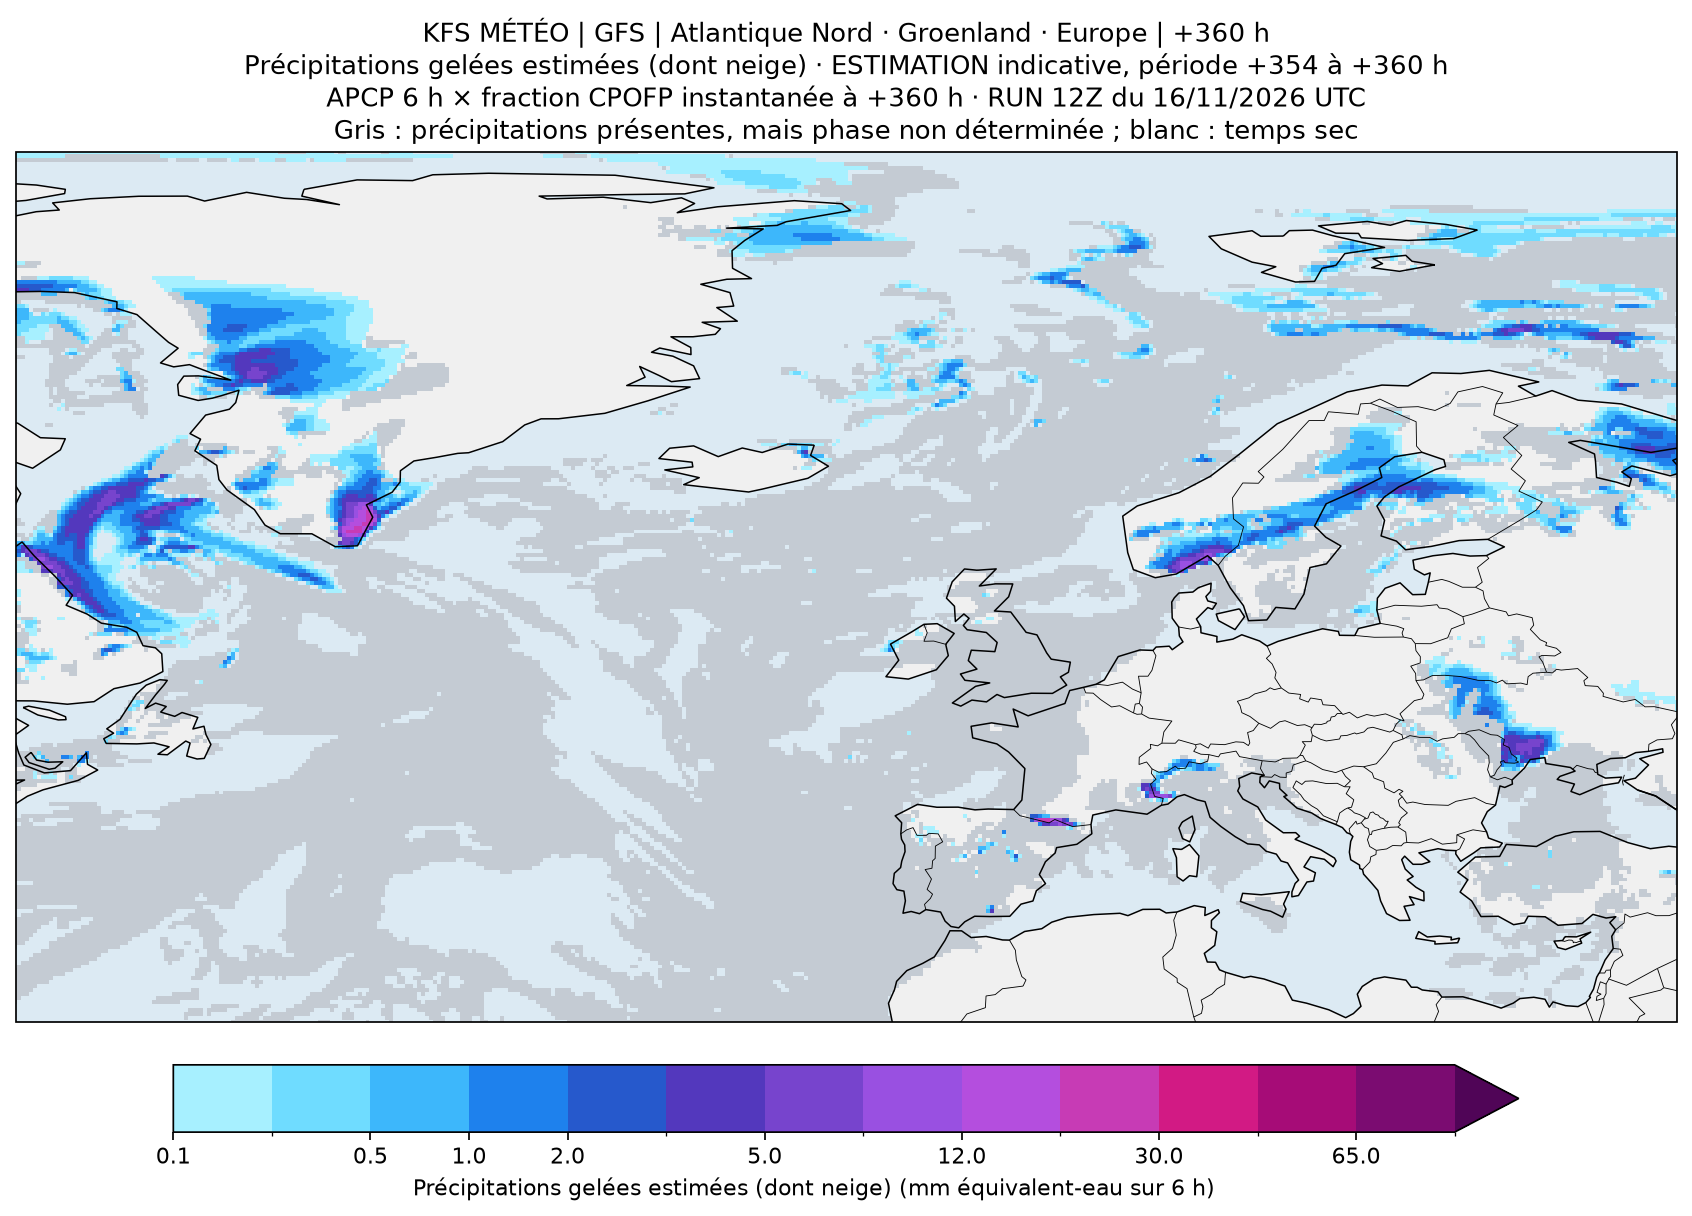 KFS MÉTÉO | GFS | Atlantique Nord · Groenland · Europe | +360 h
Précipitations gelées estimées (dont neige) · ESTIMATION indicative, période +354 à +360 h
APCP 6 h × fraction CPOFP instantanée à +360 h · RUN 12Z du 16/11/2026 UTC
Gris : précipitations présentes, mais phase non déterminée ; blanc : temps sec
0.1 0.5 1.0 2.0 5.0 12.0 30.0 65.0
Précipitations gelées estimées (dont neige) (mm équivalent-eau sur 6 h)